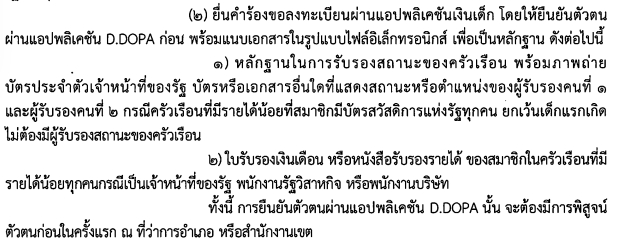 (๒) ยื่นคำร้องขอลงทะเบียนผ่านแอปพลิเคชันเงินเด็ก โดยให้ยืนยันตัวตน
ผ่านแอปพลิเคชัน D.DOPA ก่อน พร้อมแนบเอกสารในรูปแบบไฟล์อิเล็กทรอนิกส์ เพื่อเป็นหลักฐาน ดังต่อไปนี้
๑) หลักฐานในการรับรองสถานะของครัวเรือน พร้อมภาพถ่าย
บัตรประจำตัวเจ้าหน้าที่ของรัฐ บัตรหรือเอกสารอื่นใดที่แสดงสถานะหรือตำแหน่งของผู้รับรองคนที่ ๑
และผู้รับรองคนที่ ๒ กรณีครัวเรือนที่มีรายได้น้อยที่สมาชิกมีบัตรสวัสดิการแห่งรัฐทุกคน ยกเว้นเด็กแรกเกิด
ไม่ต้องมีผู้รับรองสถานะของครัวเรือน
๒) ใบรับรองเงินเดือน หรือหนังสือรับรองรายได้ ของสมาชิกในครัวเรือนที่มี
รายได้น้อยทุกคนกรณีเป็นเจ้าหน้าที่ของรัฐ พนักงานรัฐวิสาหกิจ หรือพนักงานบริษัท
ทั้งนี้ การยืนยันตัวตนผ่านแอปพลิเคชัน D.DOPA นั้น จะต้องมีการพิสูจน์
ตัวตนก่อนในครั้งแรก ณ ที่ว่าการอำเภอ หรือสำนักงานเขต